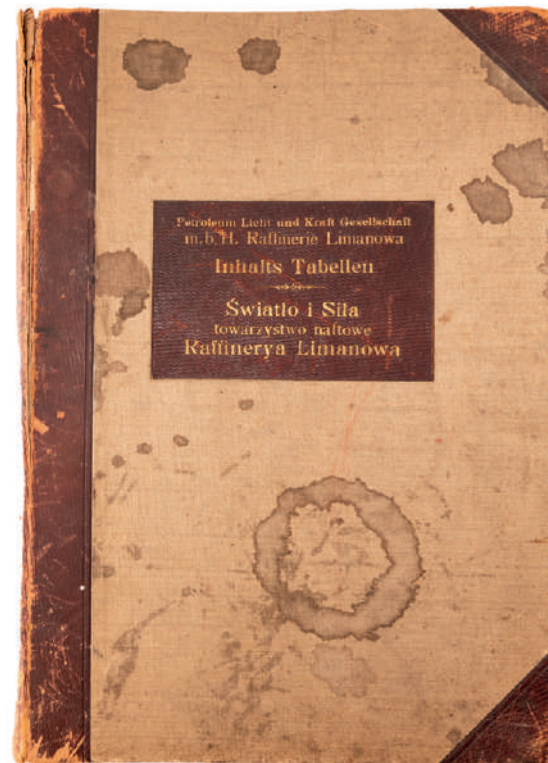 Petroleum Licht und Kraft Gesellschaft
m. b. H. Raffinerie Limanowa
Inhalts Tabellen
Światło i Siła
towarzystwo naftowe
Raffinerya Limanowa